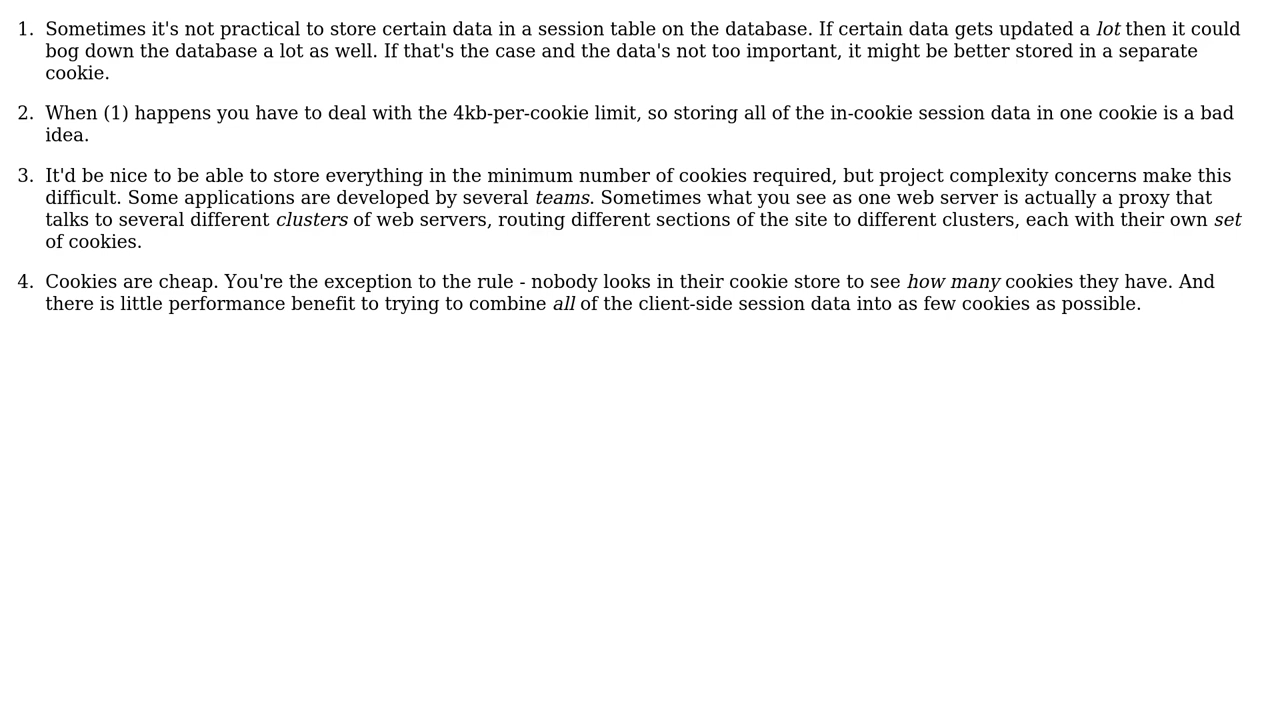 1. Sometimes it's not practical to store certain data in a session table on the database. If certain data gets updated a lot then it could
bog down the database a lot as well. If that's the case and the data's not too important, it might be better stored in a separate
cookie.
2. When (1) happens you have to deal with the 4kb-per-cookie limit, so storing all of the in-cookie session data in one cookie is a bad
idea.
3. It'd be nice to be able to store everything in the minimum number of cookies required, but project complexity concerns make this
difficult. Some applications are developed by several teams. Sometimes what you see as one web server is actually a proxy that
talks to several different clusters of web servers, routing different sections of the site to different clusters, each with their own set
of cookies.
4. Cookies are cheap. You're the exception to the rule - nobody looks in their cookie store to see how many cookies they have. And
there is little performance benefit to trying to combine all of the client-side session data into as few cookies as possible.